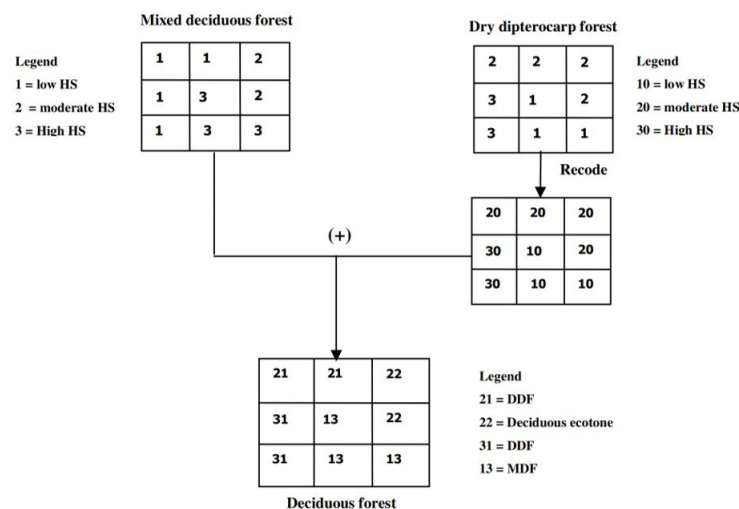 Mixed deciduous forest
Legend
1 = low HS
2 = moderate HS
3 = High HS
1 1 2
1 3 2
1 3 3
Dry dipterocarp forest
2 2 2
3 1 2
3 1 1
Legend
10 = low HS
20 = moderate HS
30 = High HS
Recode
20 20 20
30 10 20
30 10 10
(+)
21 21 22
31 13 22
31 13 13
Deciduous forest
Legend
21 = DDF
22 = Deciduous ecotone
31 = DDF
13 = MDF